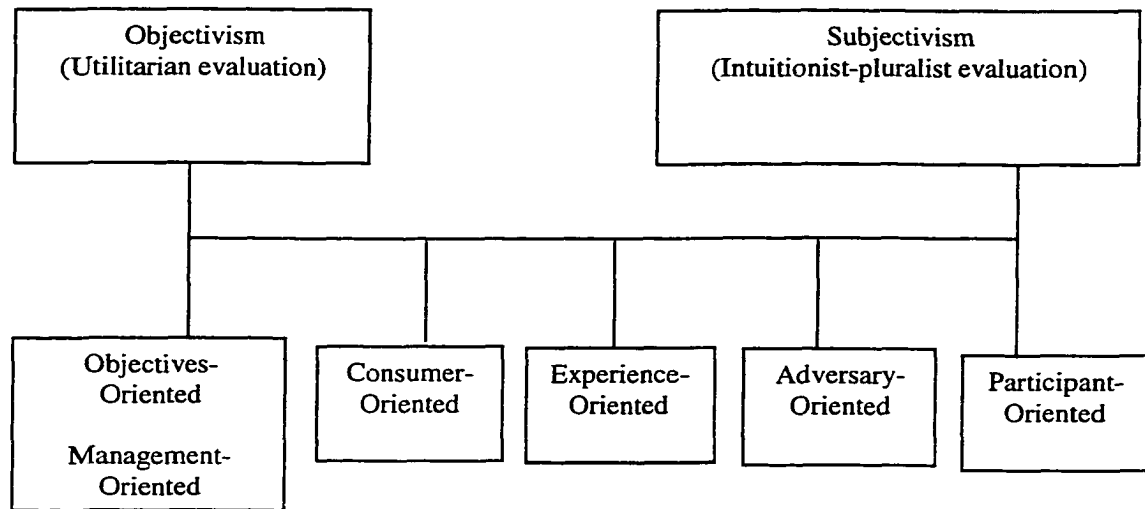 Objectivism
(Utilitarian evaluation)
Subjectivism
(Intuitionist-pluralist evaluation)
Objectives-
Oriented
Management-
Oriented
Consumer-
Oriented
Experience-
Oriented
Adversary-
Oriented
Participant-
Oriented